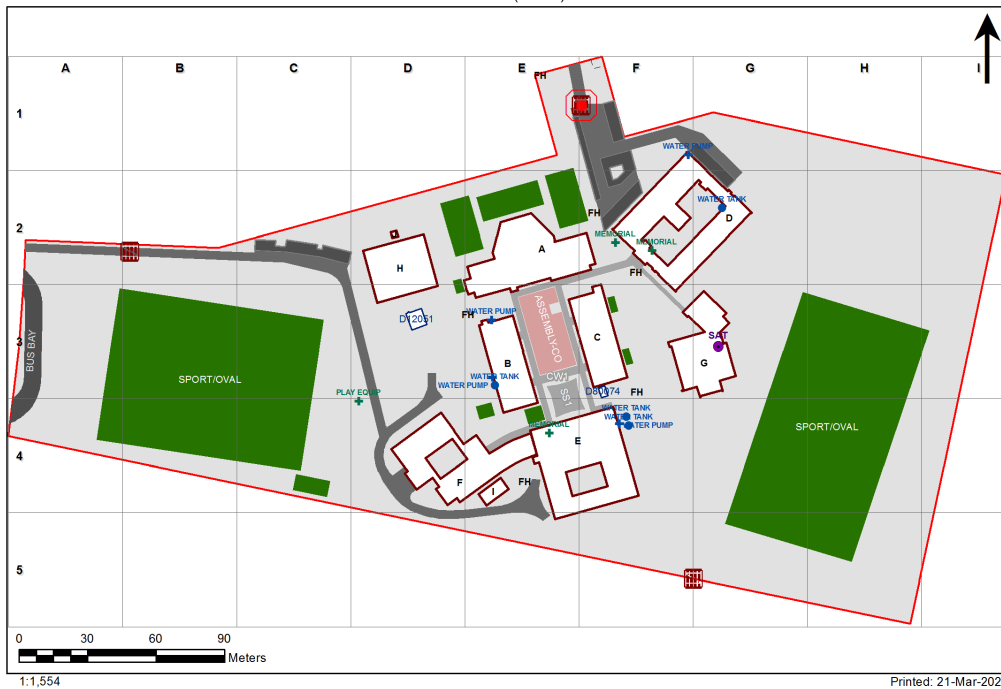 A B C D E F G H I
FH
1
WATER PUMP
WATER TANK
FH
D
2
MEMORIAL
MEMORIAL
A
H
FH
ASSEMBLY-CO
WATER PUMP
FH
D12051
3
BUS BAY
SAT
C
B
G
SPORT/OVAL
WATER TANK
CW1
WATER PUMP
PLAY EQUIP
SS1
D80074
FH
WATER TANK
WATER TANK
WATER PUMP
MEMORIAL
SPORT/OVAL
E
4
F
FH
I
5
0 30 60 90
Meters
1:1,554
Printed: 21-Mar-202